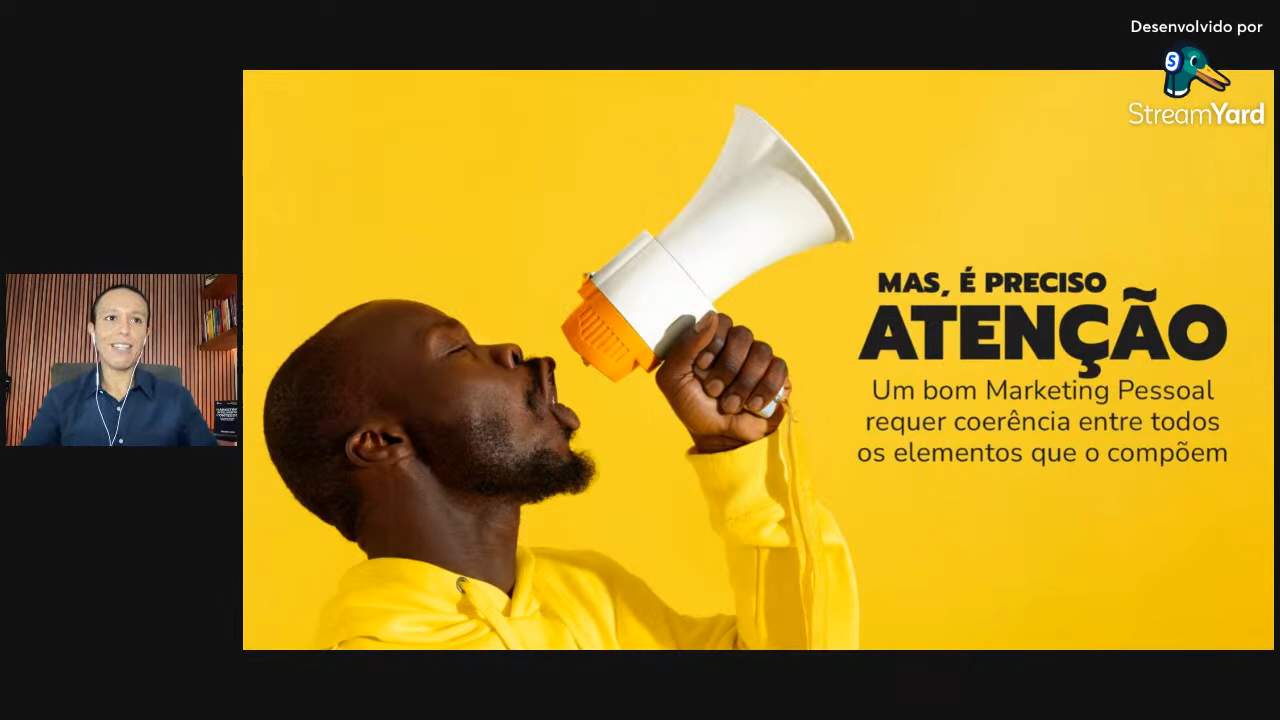 Desenvolvido por
S
StreamYard
MAS, É PRECISO
ATENÇÃO
Um bom Marketing Pessoal
requer coerência entre todos
os elementos que o compõem